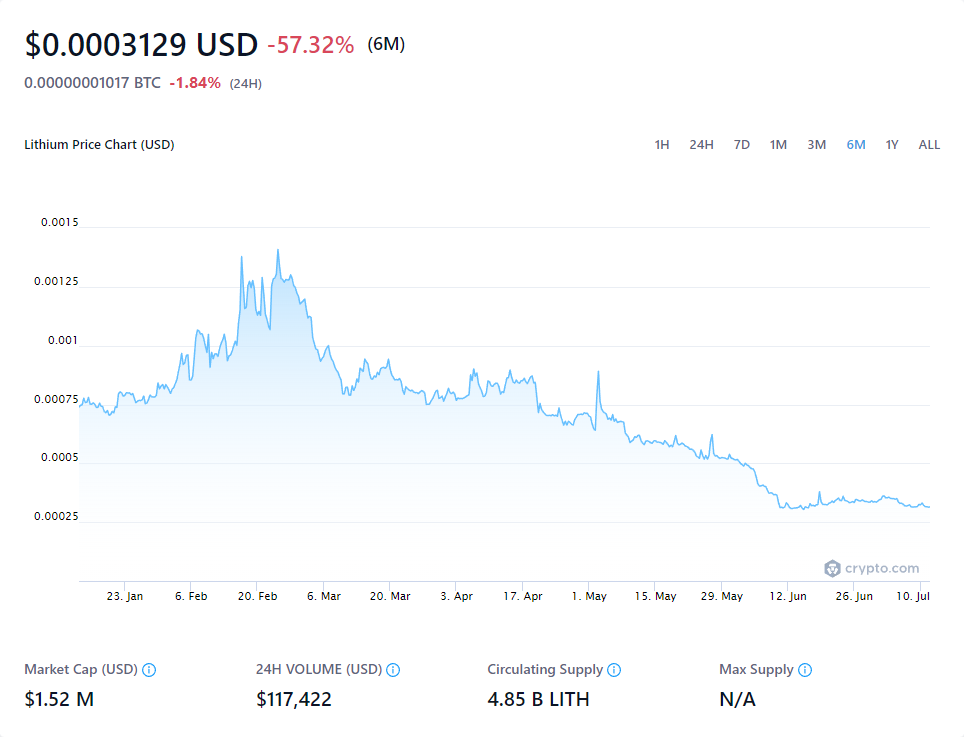 $0.0003129 USD -57.32% (6M)
0.00000001017 BTC -1.84% (24H)
Lithium Price Chart (USD) 1H 24H 7D 1M 3M 6M 1Y ALL
0.0015
0.00125
0.001
0.00075
0.0005
0.00025
crypto.com
23. Jan 6. Feb 20. Feb 6. Mar 20. Mar 3. Apr 17. Apr 1. May 15. May 29. May 12. Jun 26. Jun 10. Jul
Market Cap (USD) 24H VOLUME (USD) Circulating Supply Max Supply
$1.52 M $117,422 4.85 B LITH N/A